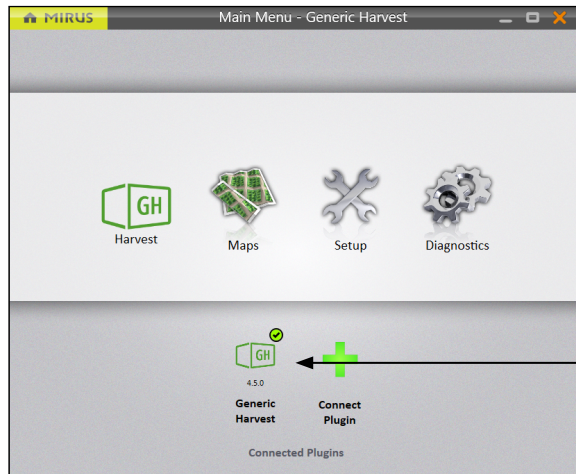 MIRUS
Main Menu - Generic Harvest
GH
Harvest
Maps
Setup
Diagnostics
GH
4.5.0
Generic
Harvest
Connect
Plugin
Connected Plugins